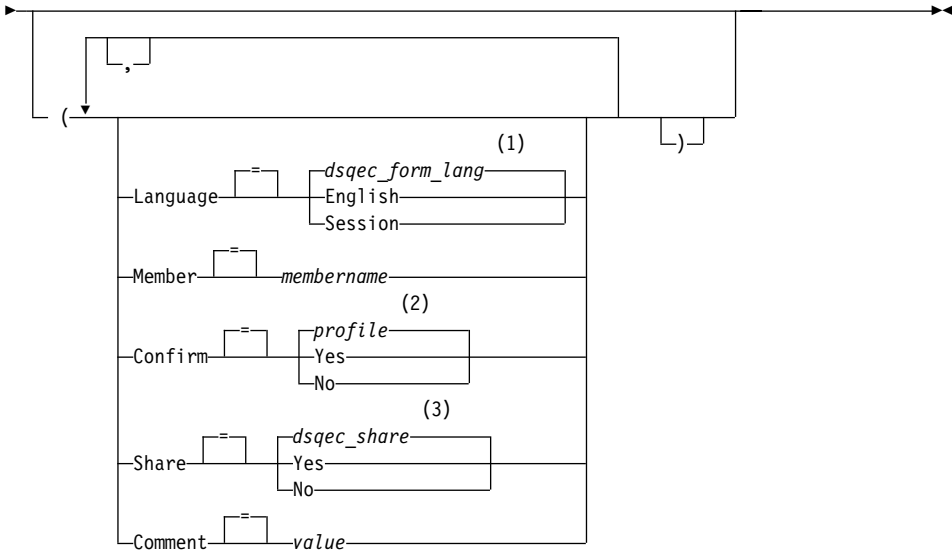 ,
(
)
(1)
=
dsqec_form_lang
Language
English
Session
=
Member
membername
(2)
=
profile
Confirm
Yes
No
(3)
=
dsqec_share
Share
Yes
No
=
Comment
value